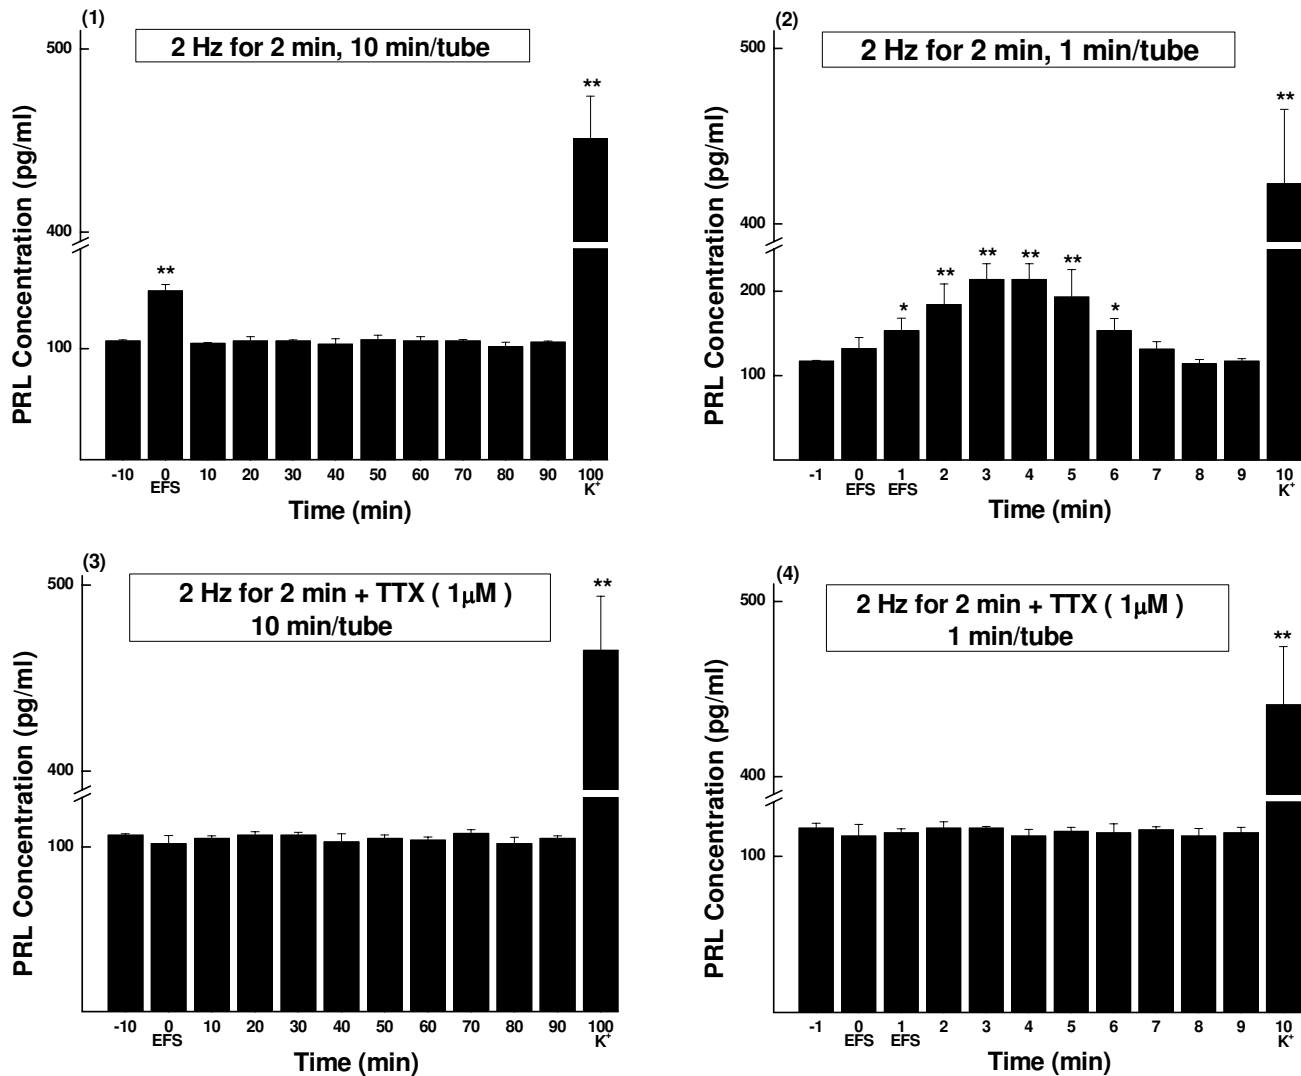 (1)
2 Hz for 2 min, 10 min/tube
PRL Concentration (pg/ml)
500
400
100
**
**
-10 0 10 20 30 40 50 60 70 80 90 100
EFS K⁺
Time (min)
(2)
2 Hz for 2 min, 1 min/tube
PRL Concentration (pg/ml)
500
400
200
100
* ** ** ** ** * **
-1 0 1 2 3 4 5 6 7 8 9 10
EFS EFS K⁺
Time (min)
(3)
2 Hz for 2 min + TTX ( 1μM )
10 min/tube
PRL Concentration (pg/ml)
500
400
100
**
-10 0 10 20 30 40 50 60 70 80 90 100
EFS K⁺
Time (min)
(4)
2 Hz for 2 min + TTX ( 1μM )
1 min/tube
PRL Concentration (pg/ml)
500
400
100
**
-1 0 1 2 3 4 5 6 7 8 9 10
EFS EFS K⁺
Time (min)